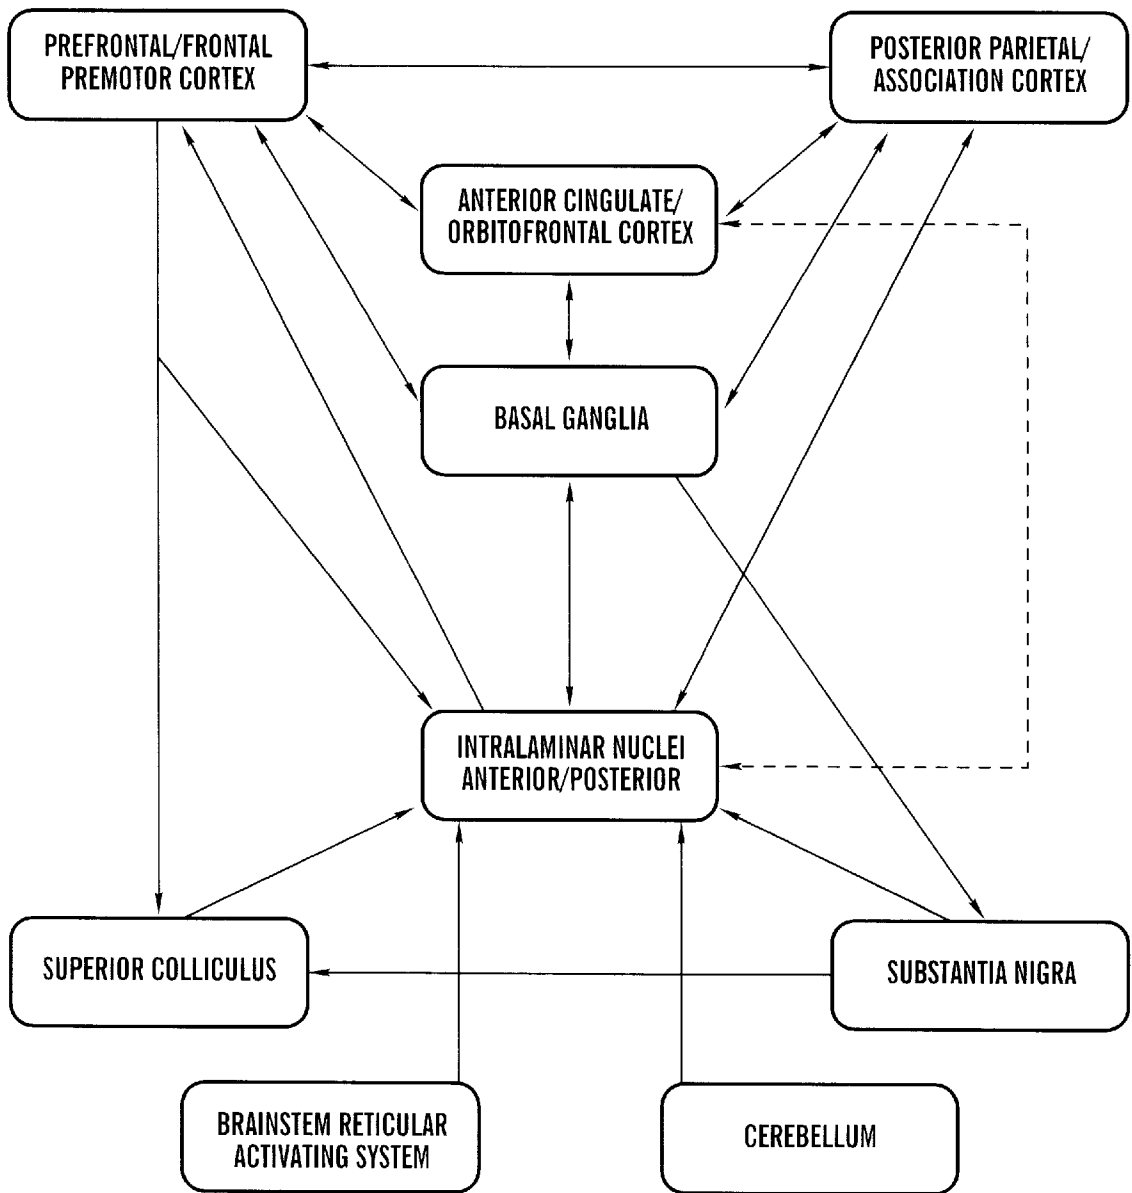 PREFRONTAL/FRONTAL
PREMOTOR CORTEX
POSTERIOR PARIETAL/
ASSOCIATION CORTEX
ANTERIOR CINGULATE/
ORBITOFRONTAL CORTEX
BASAL GANGLIA
INTRALAMINAR NUCLEI
ANTERIOR/POSTERIOR
SUPERIOR COLLICULUS
SUBSTANTIA NIGRA
BRAINSTEM RETICULAR
ACTIVATING SYSTEM
CEREBELLUM